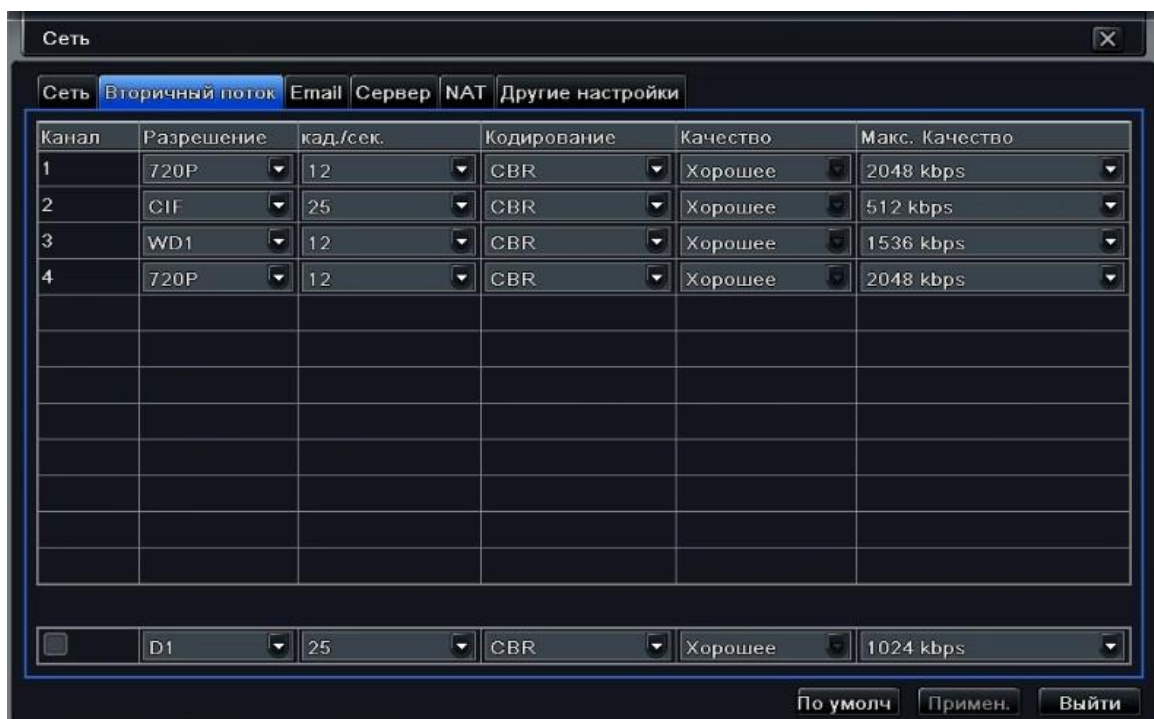 Сеть
Сеть Вторичный поток Email Сервер NAT Другие настройки
Канал Разрешение кад./сек. Кодирование Качество Макс. Качество
1 720P 12 CBR Хорошее 2048 kbps
2 CIF 25 CBR Хорошее 512 kbps
3 WD1 12 CBR Хорошее 1536 kbps
4 720P 12 CBR Хорошее 2048 kbps
D1 25 CBR Хорошее 1024 kbps
По умолч Примен. Выйти